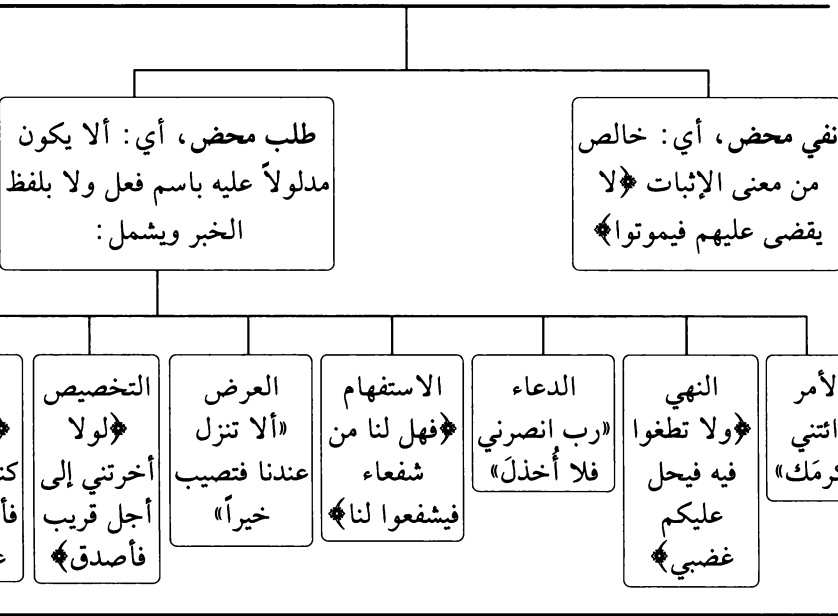 نفي محض، أي: خالص
من معنى الإثبات ﴿لا
يقضى عليهم فيموتوا﴾
طلب محض، أي: ألا يكون
مدلولاً عليه باسم فعل ولا بلفظ
الخبر ويشمل:
النهي
﴿ولا تطغوا
فيه فيحل
عليكم
غضبي﴾
الدعاء
«رب انصرني
فلا أُخذلَ»
الاستفهام
﴿فهل لنا من
شفعاء
فيشفعوا لنا﴾
العرض
«ألا تنزل
عندنا فتصيب
خيراً»
التخصيص
﴿لولا
أخرتني إلى
أجل قريب
فأصدق﴾